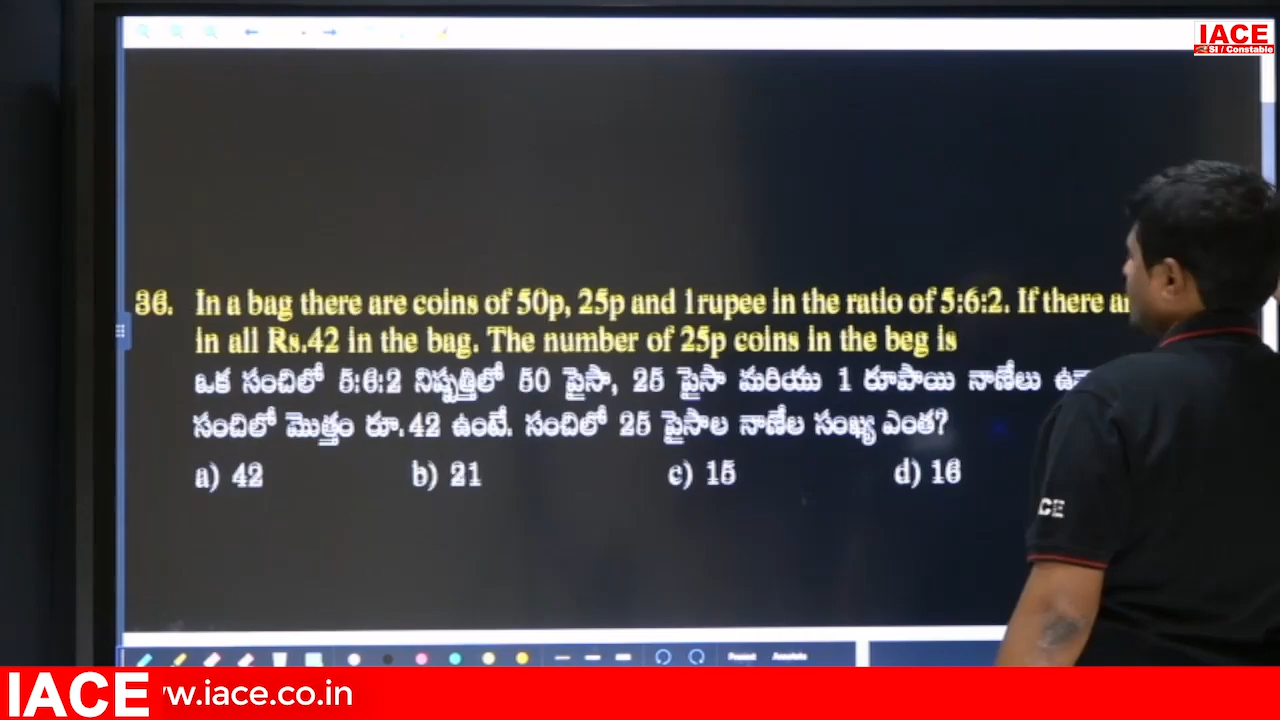 IACE
SI / Constable
36. In a bag there are coins of 50p, 25p and 1rupee in the ratio of 5:6:2. If there
in all Rs.42 in the bag. The number of 25p coins in the beg is
ఒక సంచిలో 5:6:2 నిష్పత్తిలో 50 పైసా, 25 పైసా మరియు 1 రూపాయి నాణేలు
సంచిలో మొత్తం రూ.42 ఉంటే. సంచిలో 25 పైసాల నాణేల సంఖ్య ఎంత?
a) 42 b) 21 c) 15 d) 16
CE
Present Annotate
IACE w.iace.co.in